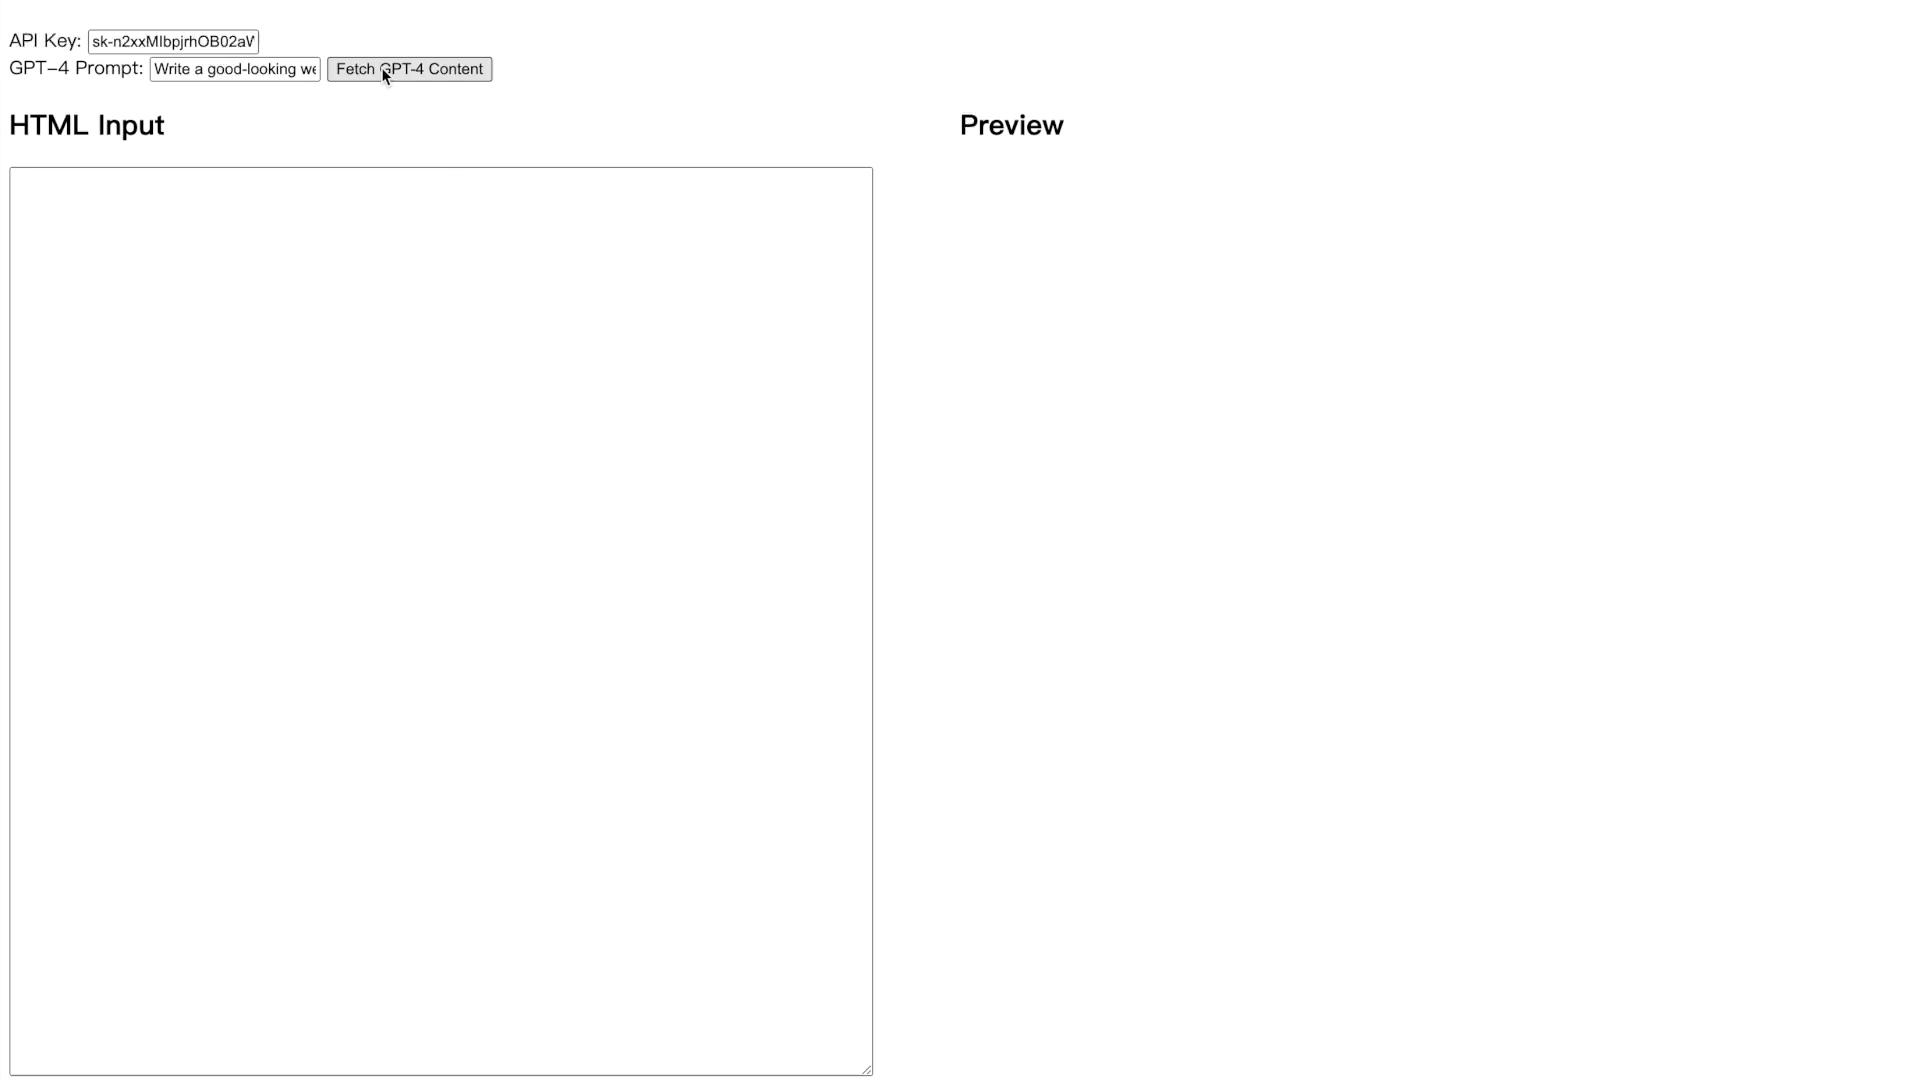 API Key: sk-n2xxMlbpjrhOB02aV
GPT-4 Prompt: Write a good-looking we Fetch GPT-4 Content
HTML Input
Preview